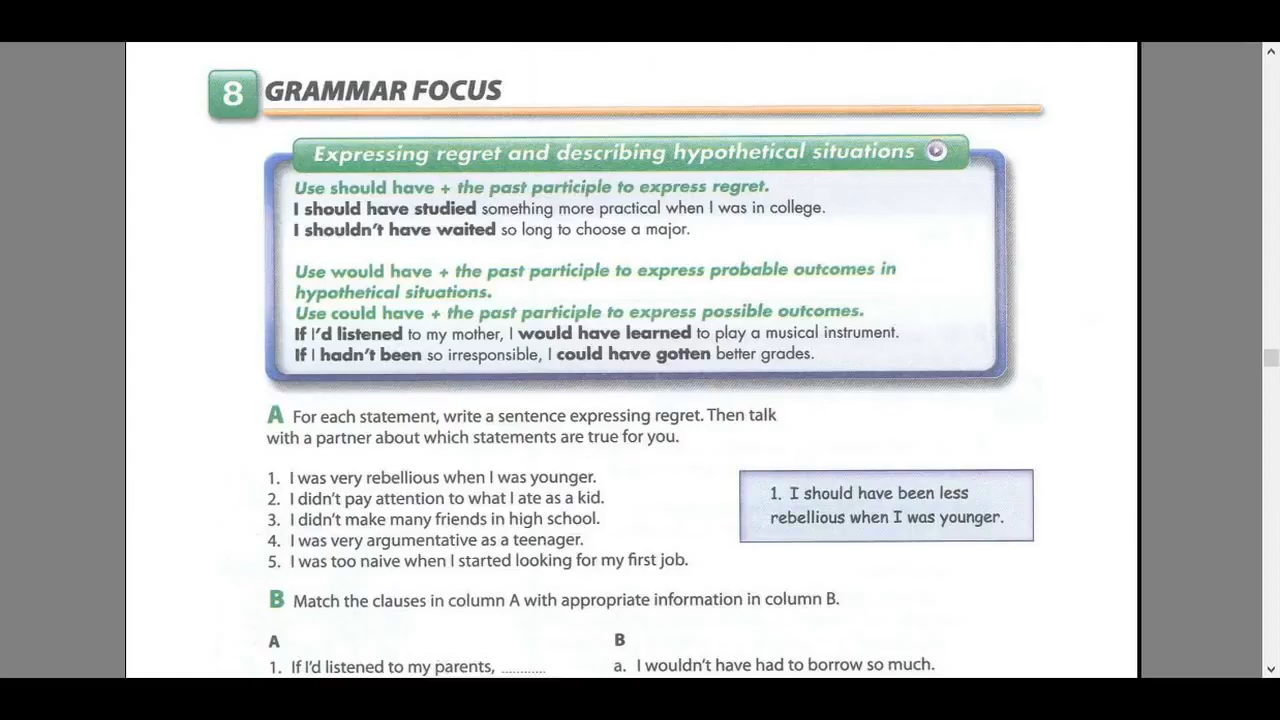 8 GRAMMAR FOCUS
Expressing regret and describing hypothetical situations
Use should have + the past participle to express regret.
I should have studied something more practical when I was in college.
I shouldn't have waited so long to choose a major.
Use would have + the past participle to express probable outcomes in
hypothetical situations.
Use could have + the past participle to express possible outcomes.
If I'd listened to my mother, I would have learned to play a musical instrument.
If I hadn't been so irresponsible, I could have gotten better grades.
A For each statement, write a sentence expressing regret. Then talk
with a partner about which statements are true for you.
1. I was very rebellious when I was younger.
2. I didn't pay attention to what I ate as a kid.
3. I didn't make many friends in high school.
4. I was very argumentative as a teenager.
5. I was too naive when I started looking for my first job.
1. I should have been less
rebellious when I was younger.
B Match the clauses in column A with appropriate information in column B.
A
1. If I'd listened to my parents, ...........
B
a. I wouldn't have had to borrow so much.